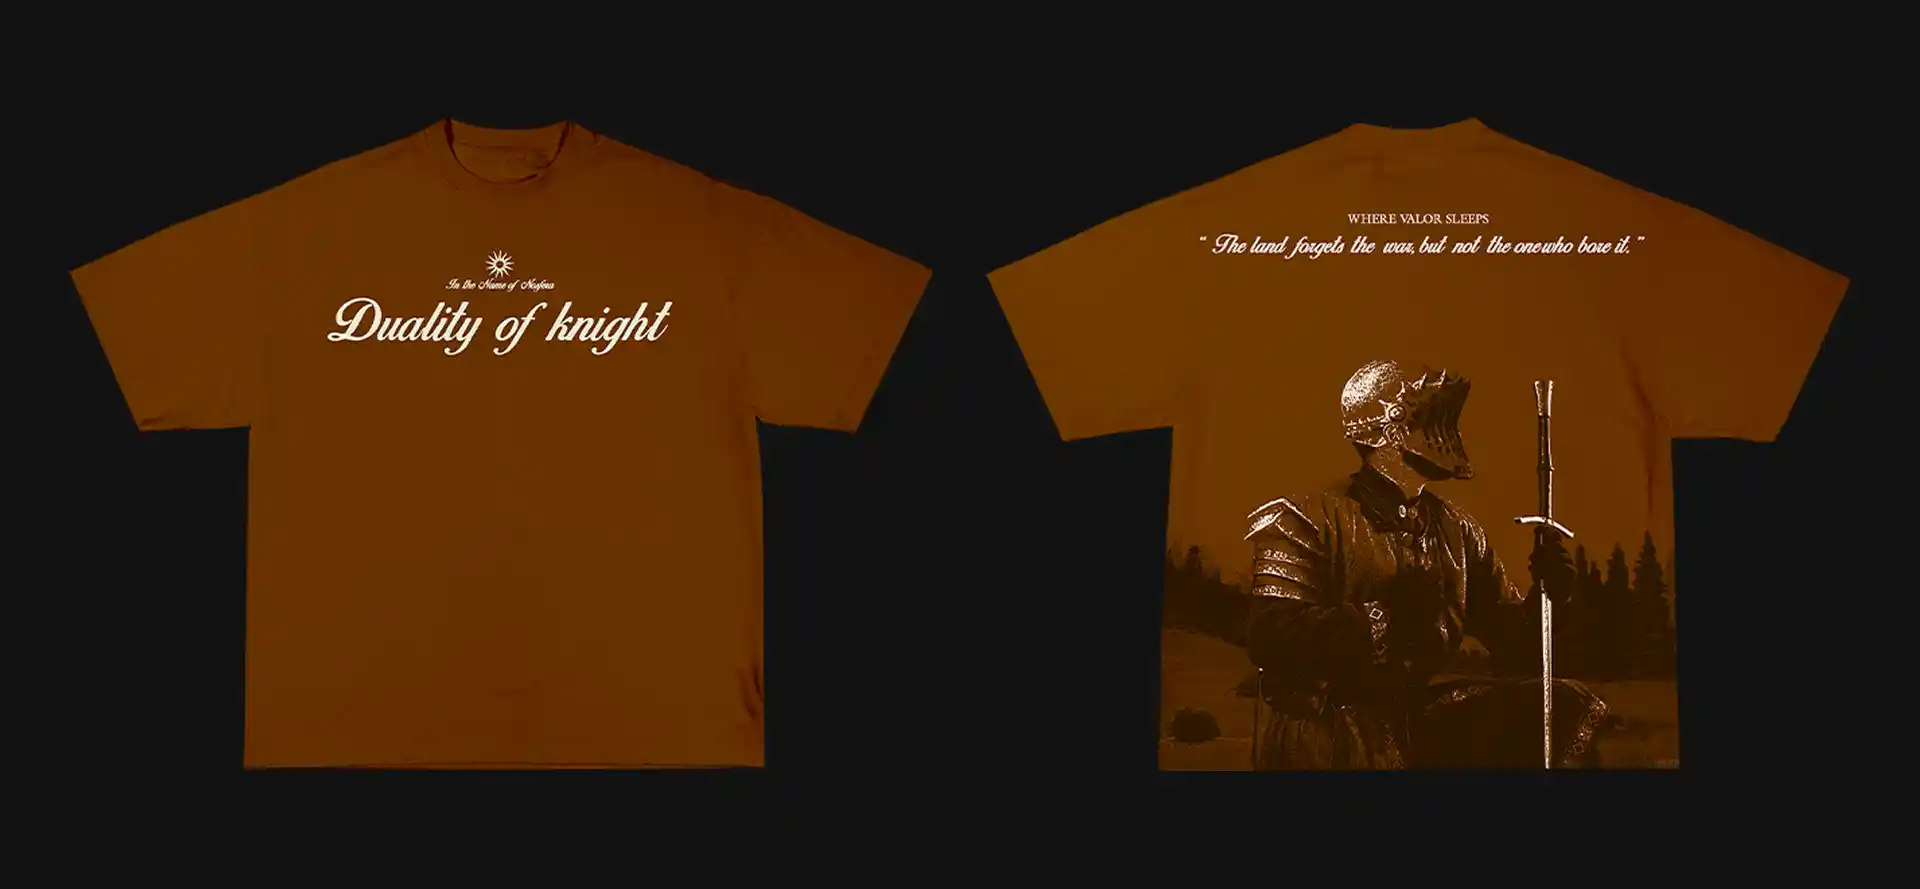 In the Name of Nosfera
Duality of knight
WHERE VALOR SLEEPS
“ The land forgets the war, but not the onewho bore it. ”